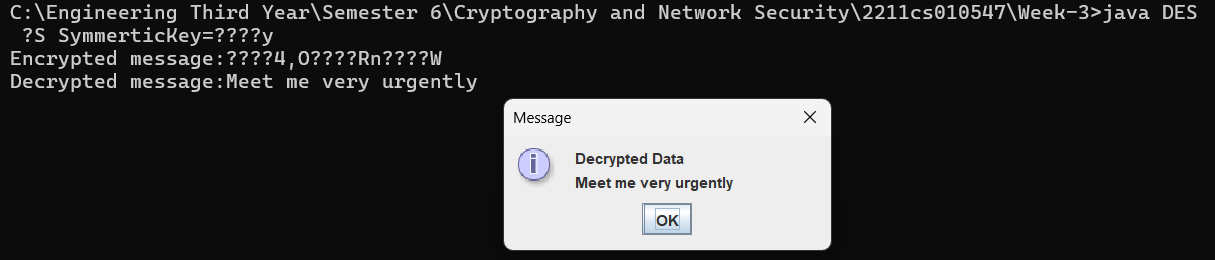 C:\Engineering Third Year\Semester 6\Cryptography and Network Security\2211cs010547\Week-3>java DES
?S SymmerticKey=????y
Encrypted message:????4,O????Rn????W
Decrypted message:Meet me very urgently
Message
Decrypted Data
Meet me very urgently
OK